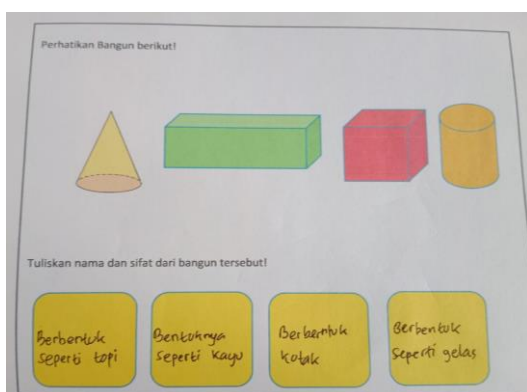 Perhatikan Bangun berikut!
Tuliskan nama dan sifat dari bangun tersebut!
Berbentuk
seperti topi
Bentuknya
seperti Kayu
Berbentuk
Kotak
Berbentuk
Seperti gelas